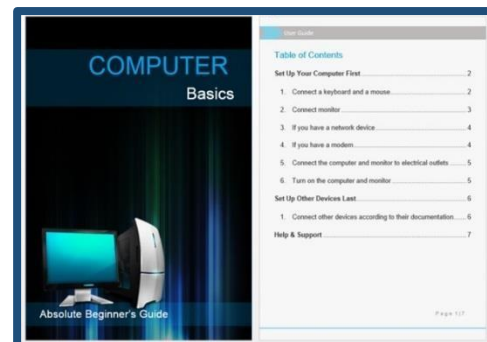 COMPUTER
Basics
Absolute Beginner's Guide
User Guide
Table of Contents
Set Up Your Computer First 2
1. Connect a keyboard and a mouse 2
2. Connect monitor 3
3. If you have a network device 4
4. If you have a modem 4
5. Connect the computer and monitor to electrical outlets 5
6. Turn on the computer and monitor 5
Set Up Other Devices Last 6
1. Connect other devices according to their documentation 6
Help & Support 7
Page 1|7